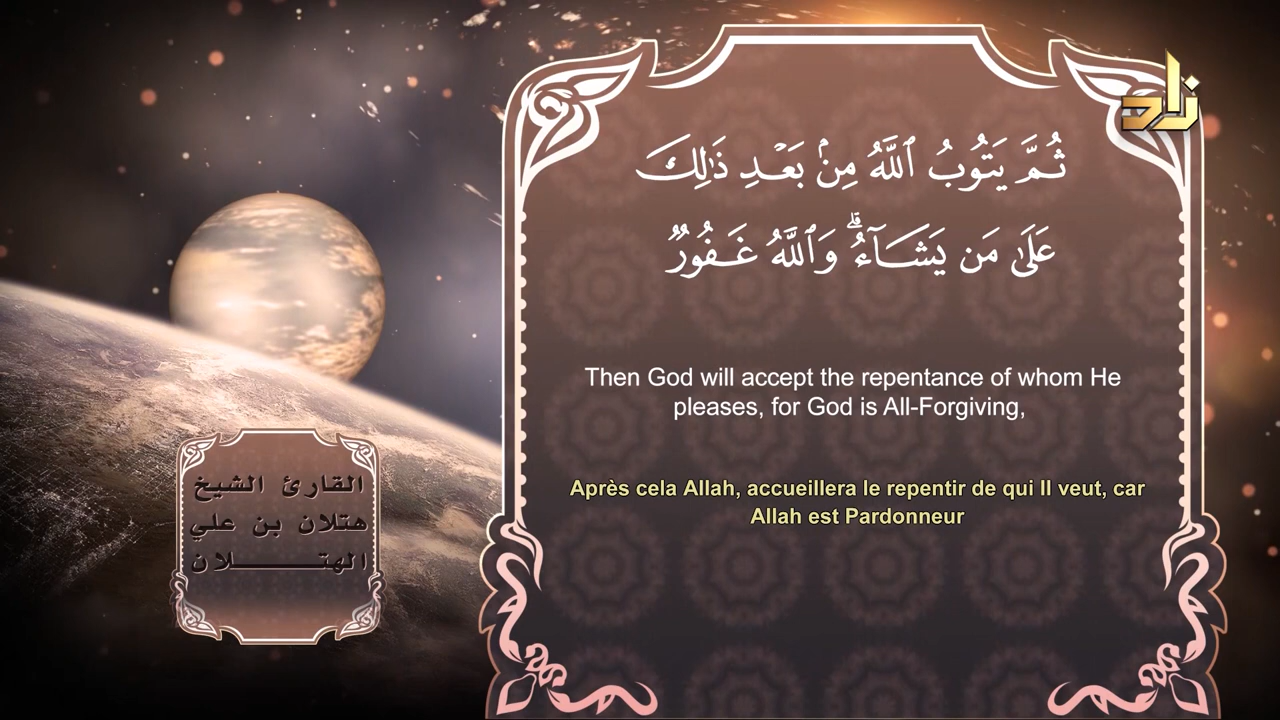 زاد
ثُمَّ يَتُوبُ ٱللَّهُ مِنۢ بَعۡدِ ذَٰلِكَ
عَلَىٰ مَن يَشَآءُۗ وَٱللَّهُ غَفُورٞ
Then God will accept the repentance of whom He
pleases, for God is All-Forgiving,
Après cela Allah, accueillera le repentir de qui Il veut, car
Allah est Pardonneur
القارئ الشيخ
هتلان بن علي
الهتــــــــلان